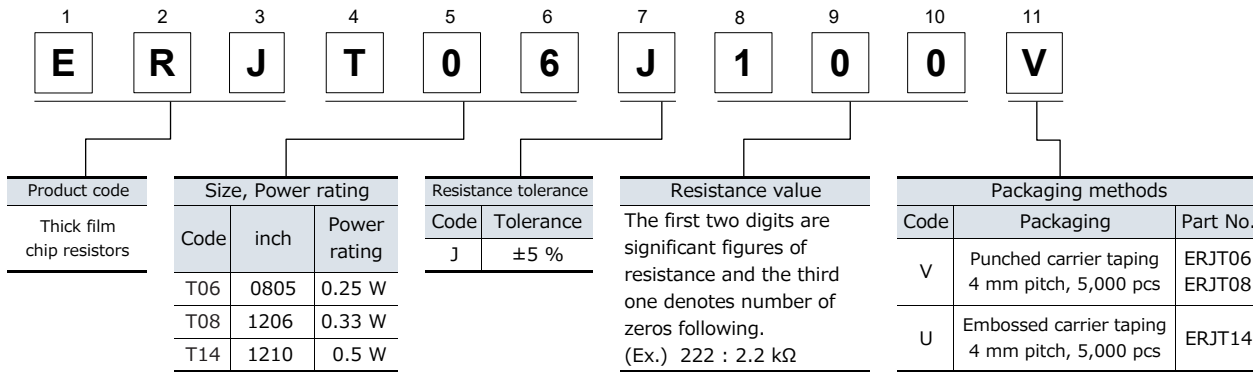 1 2 3 4 5 6 7 8 9 10 11
E R J T 0 6 J 1 0 0 V
Product code
Thick film
chip resistors
Size, Power rating
Code inch Power rating
T06 0805 0.25 W
T08 1206 0.33 W
T14 1210 0.5 W
Resistance tolerance
Code Tolerance
J ±5 %
Resistance value
The first two digits are
significant figures of
resistance and the third
one denotes number of
zeros following.
(Ex.) 222 : 2.2 kΩ
Packaging methods
Code Packaging Part No.
V Punched carrier taping ERJT06
4 mm pitch, 5,000 pcs ERJT08
U Embossed carrier taping ERJT14
4 mm pitch, 5,000 pcs